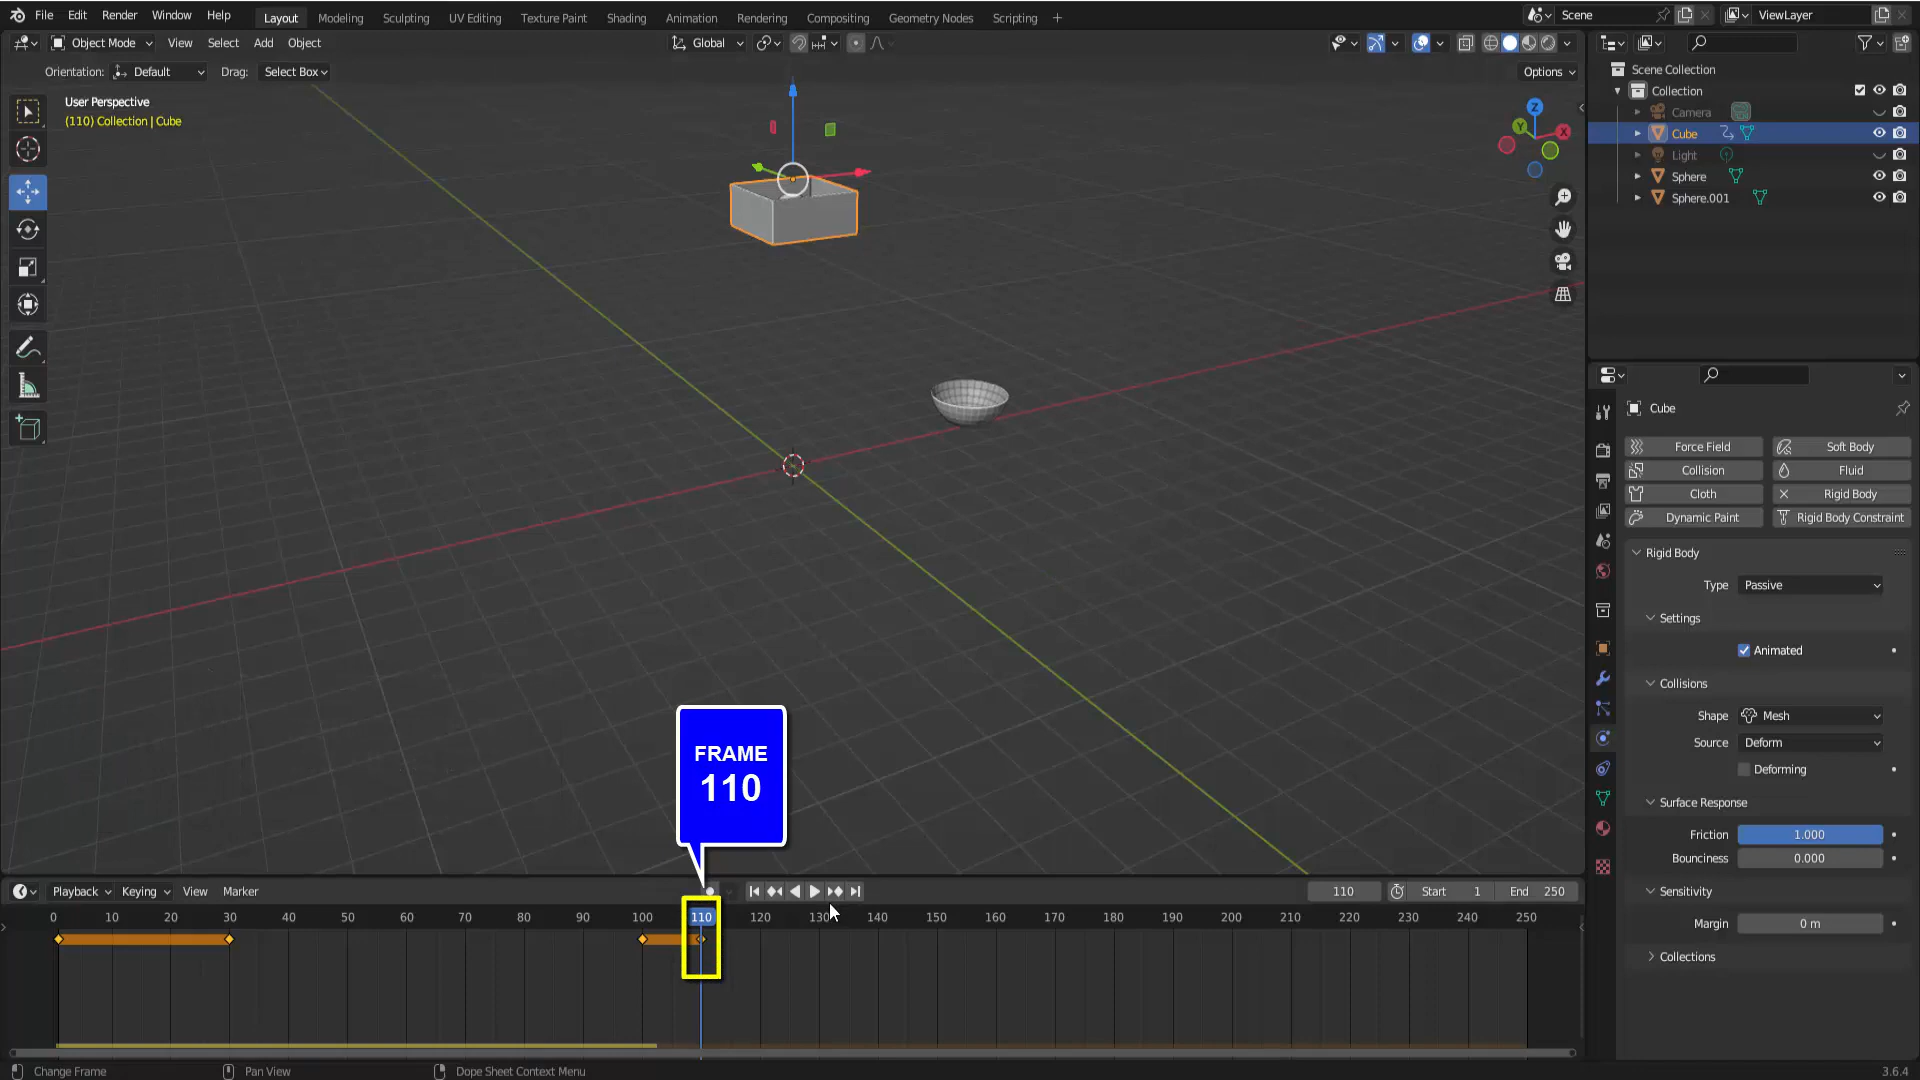 File Edit Render Window Help Layout Modeling Sculpting UV Editing Texture Paint Shading Animation Rendering Compositing Geometry Nodes Scripting + Scene ViewLayer
Object Mode View Select Add Object Global
Orientation: Default Drag: Select Box Options
User Perspective
(110) Collection | Cube
Z
Y
X
Scene Collection
Collection
Camera
Cube
Light
Sphere
Sphere.001
Cube
Force Field Soft Body
Collision Fluid
Cloth Rigid Body
Dynamic Paint Rigid Body Constraint
Rigid Body
Type Passive
Settings
Animated
Collisions
Shape Mesh
Source Deform
Deforming
Surface Response
Friction 1.000
Bounciness 0.000
Sensitivity
Margin 0 m
Collections
FRAME
110
Playback Keying View Marker 110 Start 1 End 250
0 10 20 30 40 50 60 70 80 90 100 110 120 130 140 150 160 170 180 190 200 210 220 230 240 250
Change Frame Pan View Dope Sheet Context Menu 3.6.4